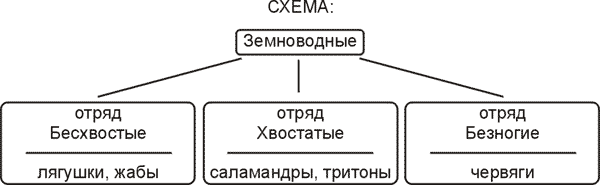 СХЕМА:
Земноводные
отряд
Бесхвостые
лягушки, жабы
отряд
Хвостатые
саламандры, тритоны
отряд
Безногие
червяги